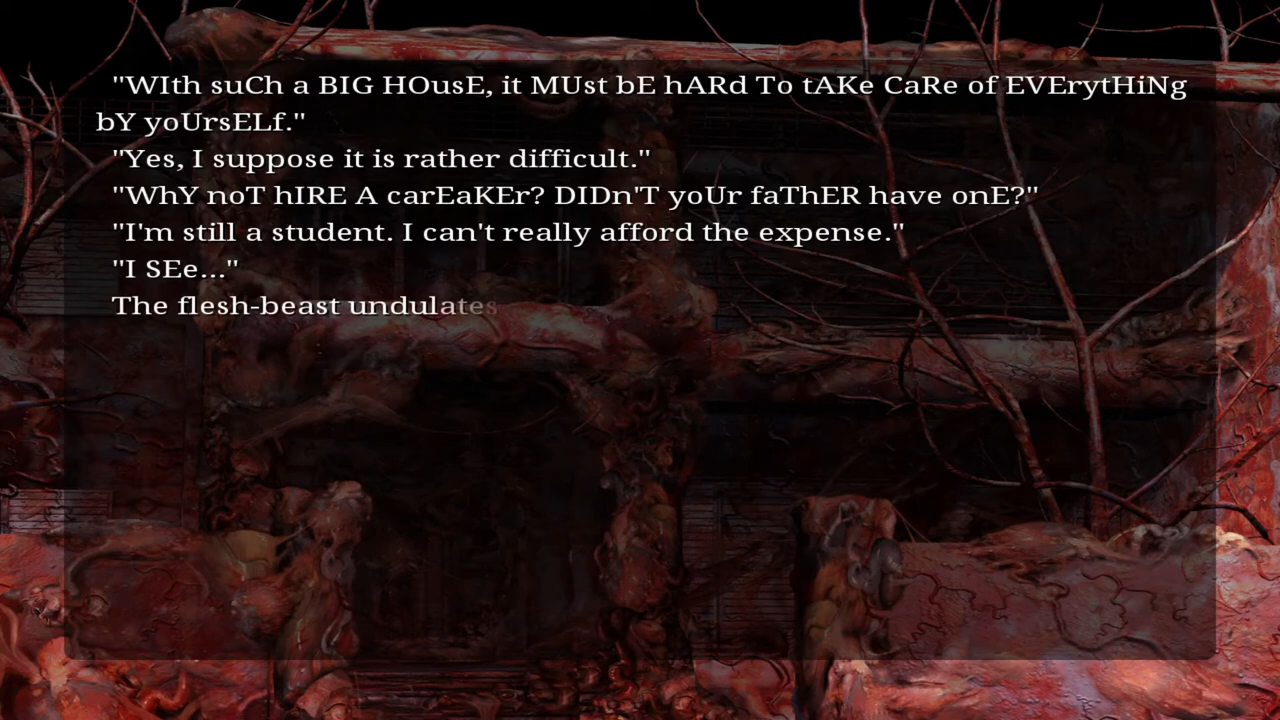 "WIth suCh a BIG HOusE, it MUst bE hARd To tAKe CaRe of EVErytHiNg
bY yoUrsELf."
"Yes, I suppose it is rather difficult."
"WhY noT hIRE A carEaKEr? DIDn'T yoUr faThER have onE?"
"I'm still a student. I can't really afford the expense."
"I SEe..."
The flesh-beast undulates